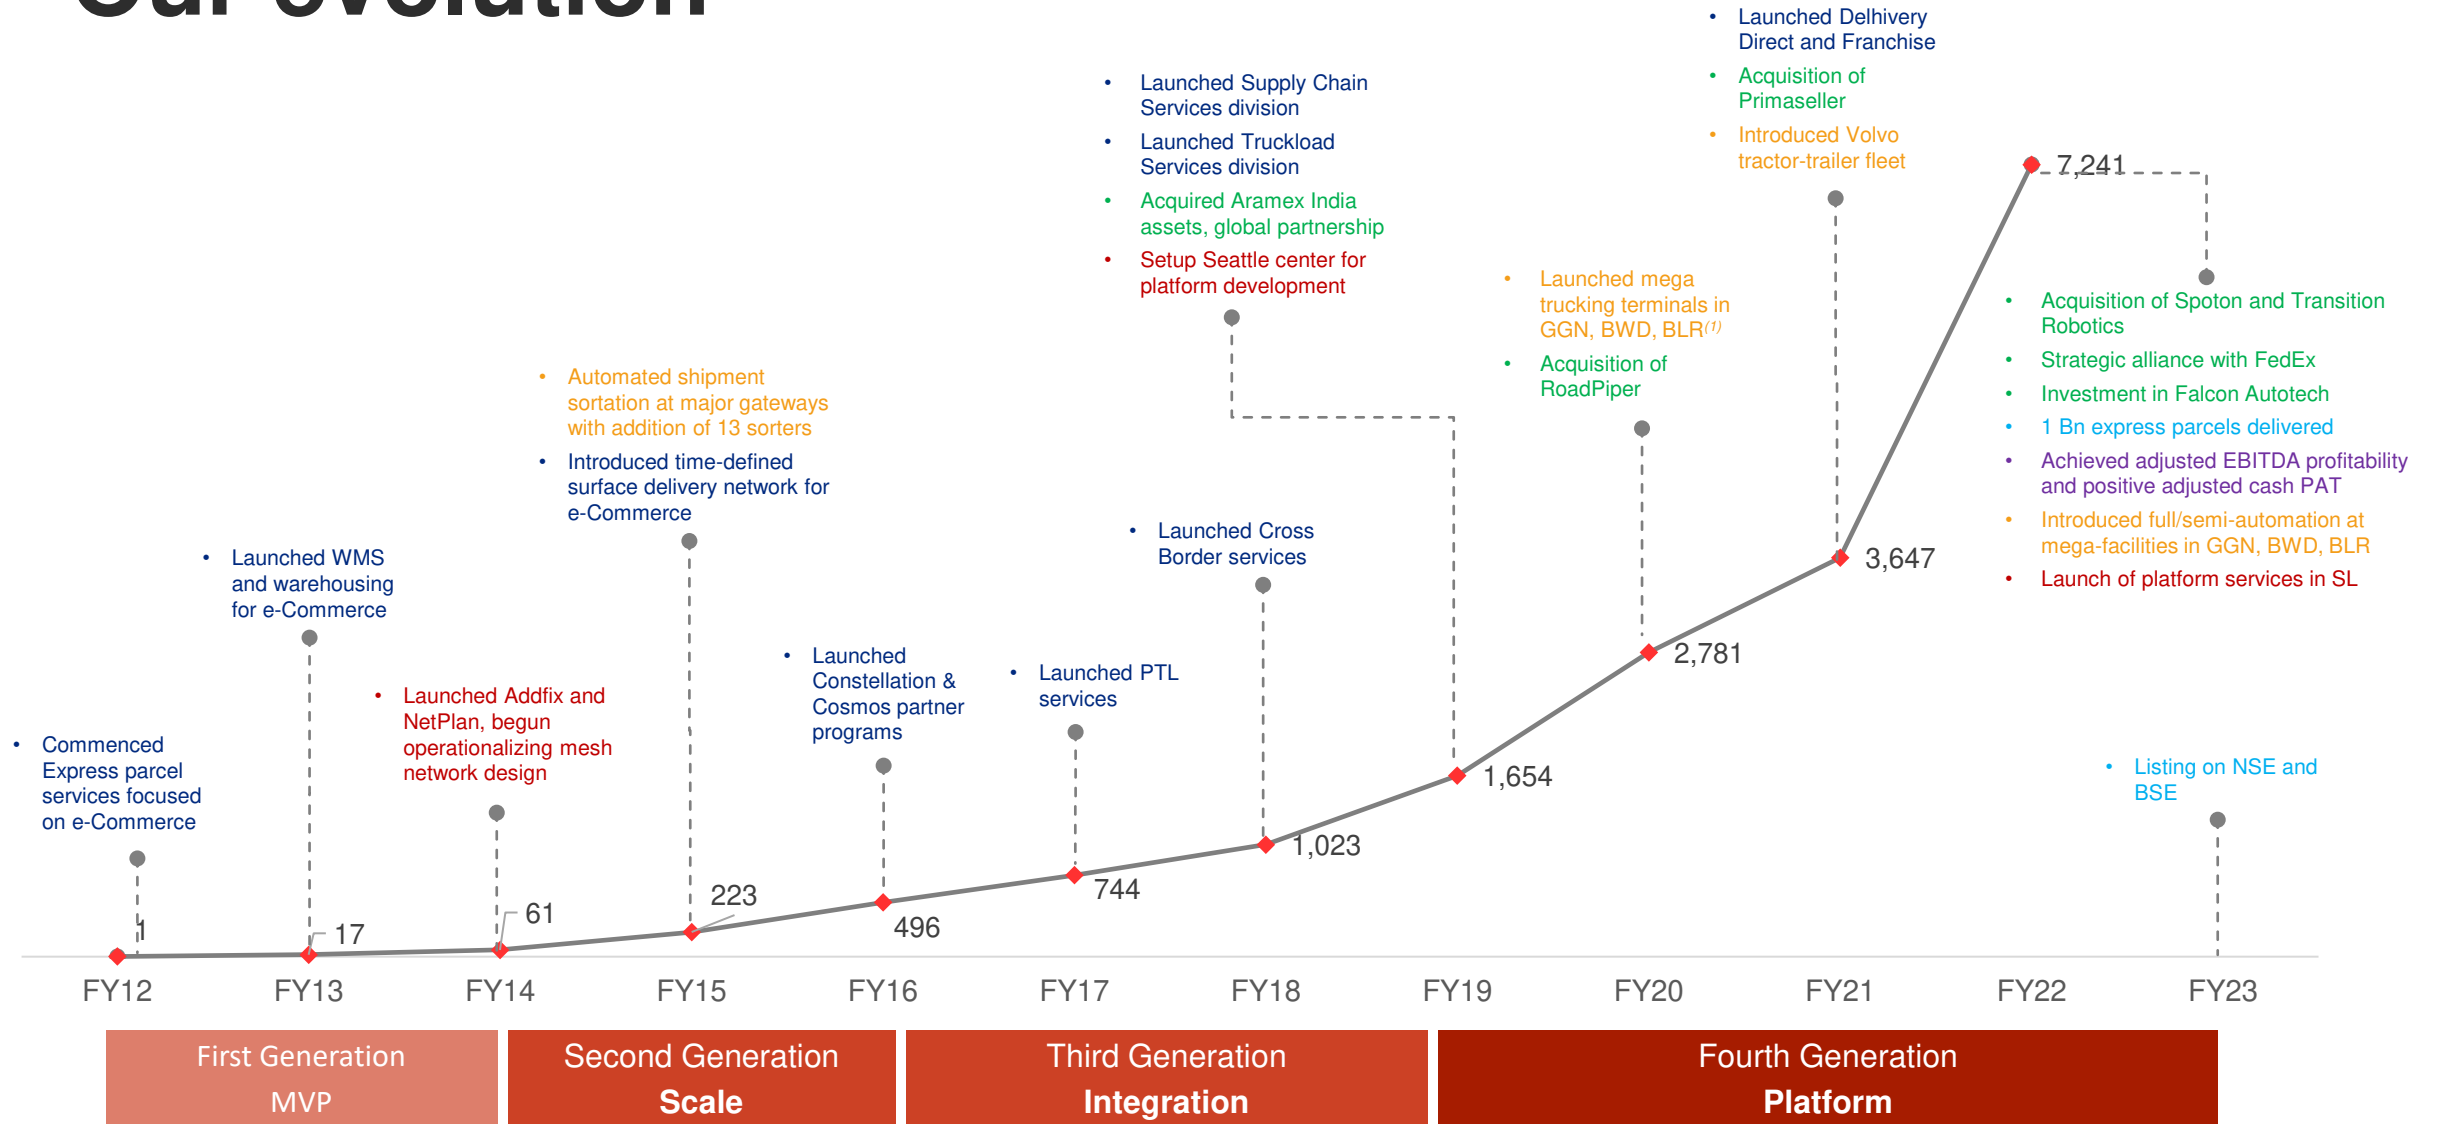 Our evolution
• Launched Delhivery
Direct and Franchise
• Acquisition of
Primaseller
• Introduced Volvo
tractor-trailer fleet
• Launched Supply Chain
Services division
• Launched Truckload
Services division
• Acquired Aramex India
assets, global partnership
• Setup Seattle center for
platform development
7,241
• Launched mega
trucking terminals in
GGN, BWD, BLR(1)
• Acquisition of
RoadPiper
• Acquisition of Spoton and Transition
Robotics
• Strategic alliance with FedEx
• Investment in Falcon Autotech
• 1 Bn express parcels delivered
• Achieved adjusted EBITDA profitability
and positive adjusted cash PAT
• Introduced full/semi-automation at
mega-facilities in GGN, BWD, BLR
• Launch of platform services in SL
• Automated shipment
sortation at major gateways
with addition of 13 sorters
• Introduced time-defined
surface delivery network for
e-Commerce
• Launched Cross
Border services
• Launched WMS
and warehousing
for e-Commerce
3,647
• Launched
Constellation &
Cosmos partner
programs
• Launched PTL
services
2,781
• Launched Addfix and
NetPlan, begun
operationalizing mesh
network design
• Commenced
Express parcel
services focused
on e-Commerce
1,654
• Listing on NSE and
BSE
1,023
744
223
61
496
17
1
FY12 FY13 FY14 FY15 FY16 FY17 FY18 FY19 FY20 FY21 FY22 FY23
First Generation
MVP
Second Generation
Scale
Third Generation
Integration
Fourth Generation
Platform